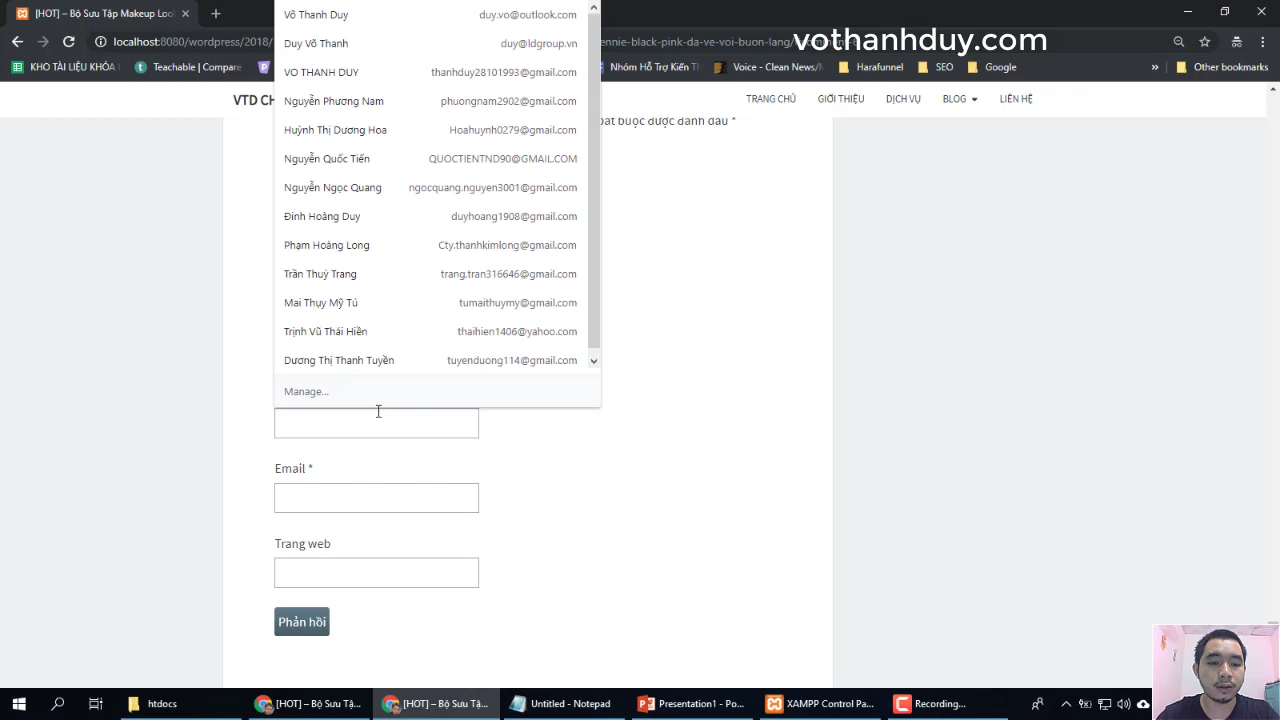 [HOT] – Bộ Sưu Tập Makeup Lool
localhost:8080/wordpress/2018/
ennie-black-pink-da-ve-voi-buon-lang/
vothanhduy.com
KHO TÀI LIỆU KHÓA
Teachable | Compare
Nhóm Hỗ Trợ Kiến T
Voice - Envato Mark
Harafunnel
SEO
Google
»
Other bookmarks
VTD CH
TRANG CHỦ
GIỚI THIỆU
DỊCH VỤ
BLOG
LIÊN HỆ
bắt buộc được đánh dấu *
Võ Thanh Duy duy.vo@outlook.com
Duy Võ Thanh duy@ldgroup.vn
VO THANH DUY thanhduy28101993@gmail.com
Nguyễn Phương Nam phuongnam2902@gmail.com
Huỳnh Thị Dương Hoa Hoahuynh0279@gmail.com
Nguyễn Quốc Tiến QUOCTIENTND90@GMAIL.COM
Nguyễn Ngọc Quang ngocquang.nguyen3001@gmail.com
Đinh Hoàng Duy duyhoang1908@gmail.com
Phạm Hoàng Long Cty.thanhkimlong@gmail.com
Trần Thuỳ Trang trang.tran316646@gmail.com
Mai Thụy Mỹ Tú tumaithuymy@gmail.com
Trịnh Vũ Thái Hiền thaihien1406@yahoo.com
Dương Thị Thanh Tuyền tuyenduong114@gmail.com
Manage...
Email *
Trang web
Phản hồi
htdocs
[HOT] – Bộ Sưu Tậ...
[HOT] – Bộ Sưu Tậ...
Untitled - Notepad
Presentation1 - Po...
XAMPP Control Pa...
Recording...